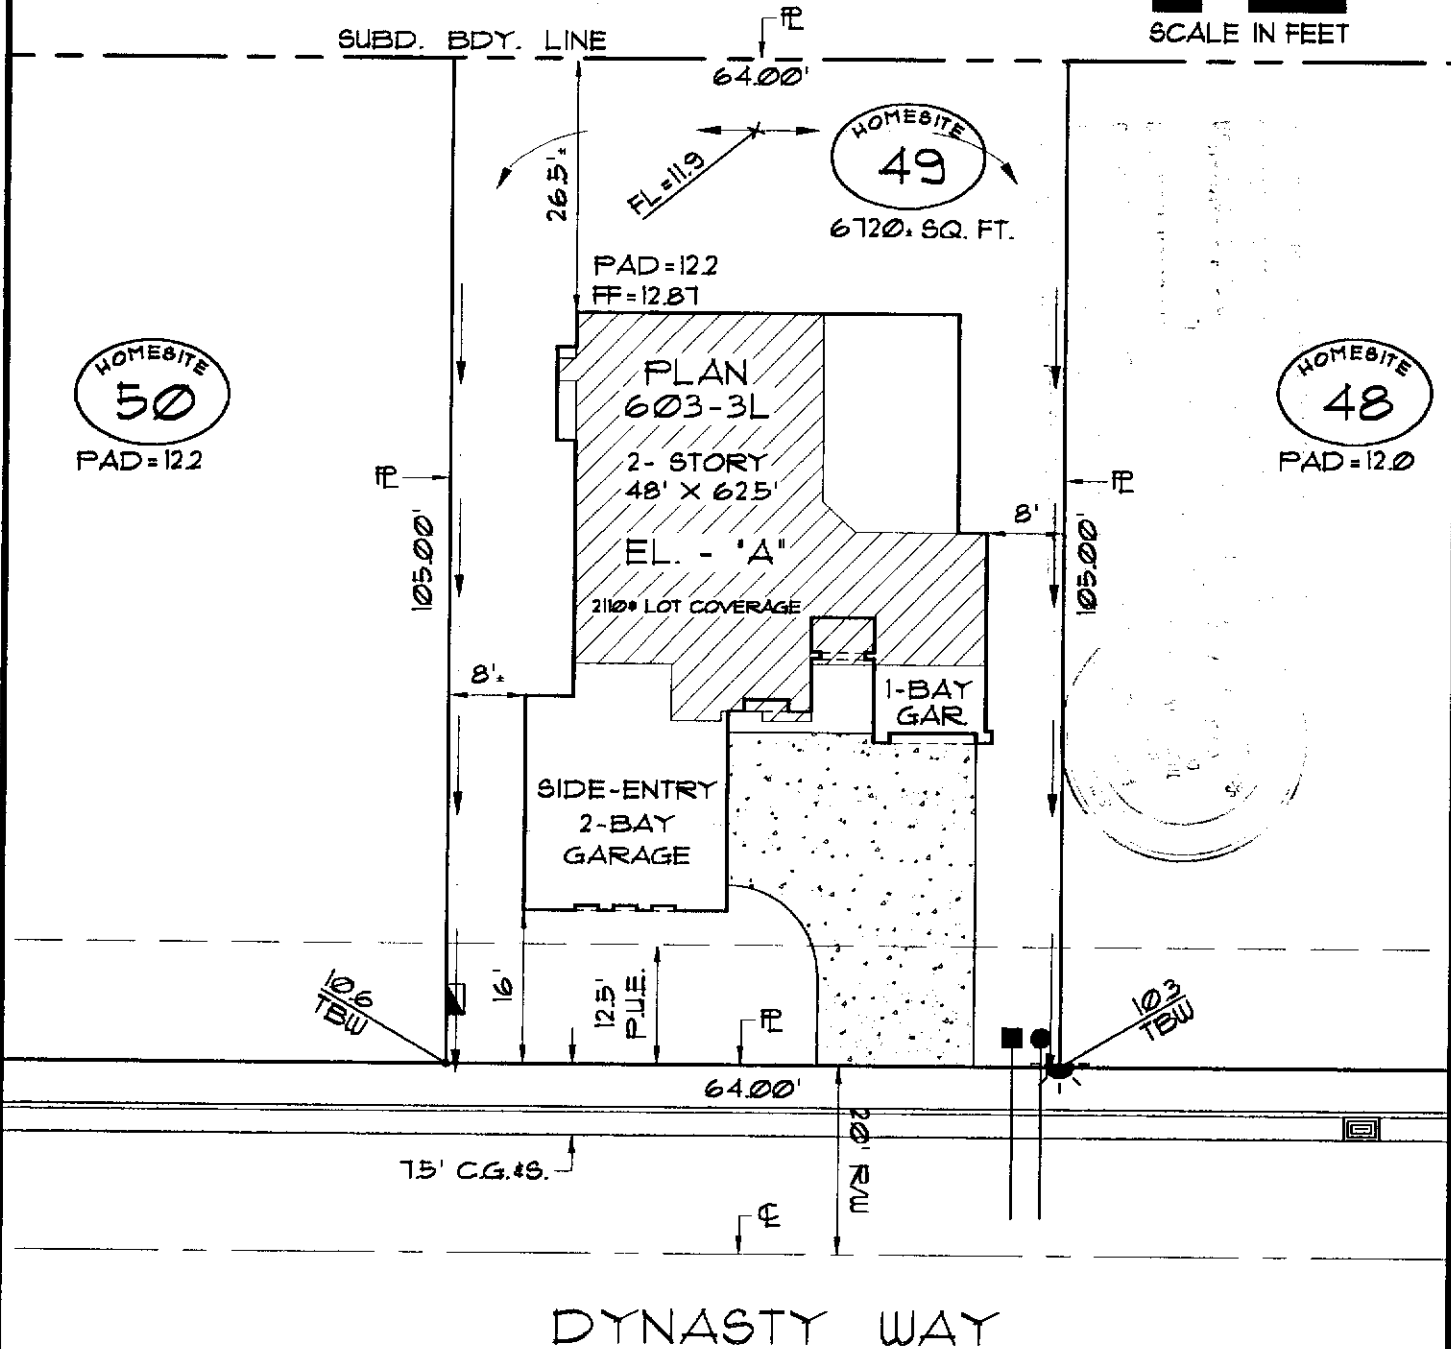 SCALE IN FEET
SUBD. BDY. LINE
PL
64.00'
HOMESITE
49
6720± SQ. FT.
26.5'±
FL=11.9
PAD=12.2
FF=12.87
HOMESITE
50
PAD=12.2
PLAN
603-3L
2- STORY
48' X 62.5'
EL. - "A"
2110# LOT COVERAGE
HOMESITE
48
PAD=12.0
PL
PL
8'
105.00'
105.00'
8'±
1-BAY
GAR.
SIDE-ENTRY
2-BAY
GARAGE
10.6
TBW
16'
12.5'
P.U.E.
PL
10.3
TBW
64.00'
20' R/W
7.5' C.G.&S.
CL
DYNASTY WAY